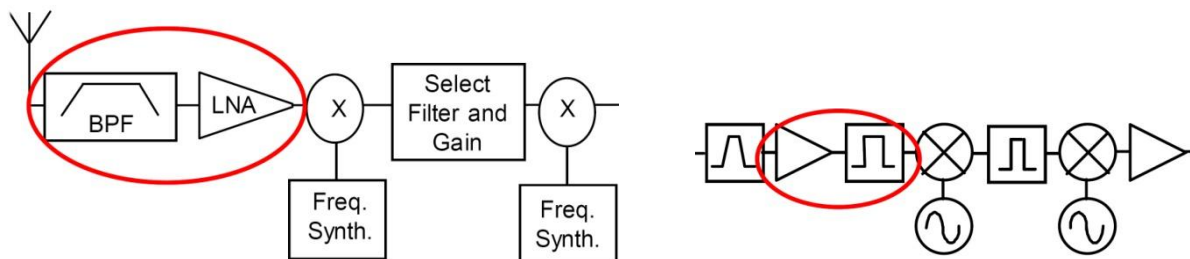 BPF
LNA
X
Select
Filter and
Gain
X
Freq.
Synth.
Freq.
Synth.